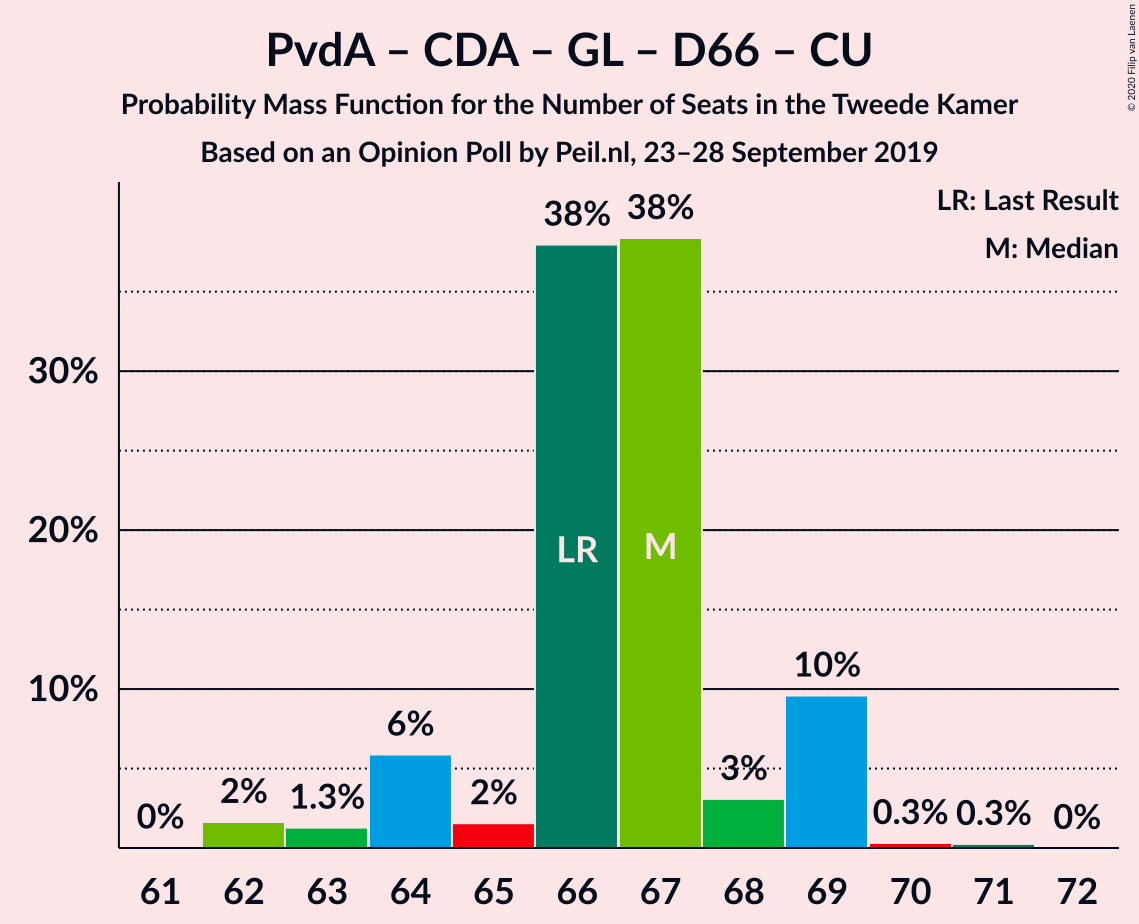 PvdA – CDA – GL – D66 – CU
Probability Mass Function for the Number of Seats in the Tweede Kamer
Based on an Opinion Poll by Peil.nl, 23–28 September 2019
© 2020 Filip van Laenen
LR: Last Result
M: Median
38% 38%
30%
20%
LR M
10%
10%
6%
3%
2% 1.3% 2%
0% 0.3% 0.3% 0%
61 62 63 64 65 66 67 68 69 70 71 72